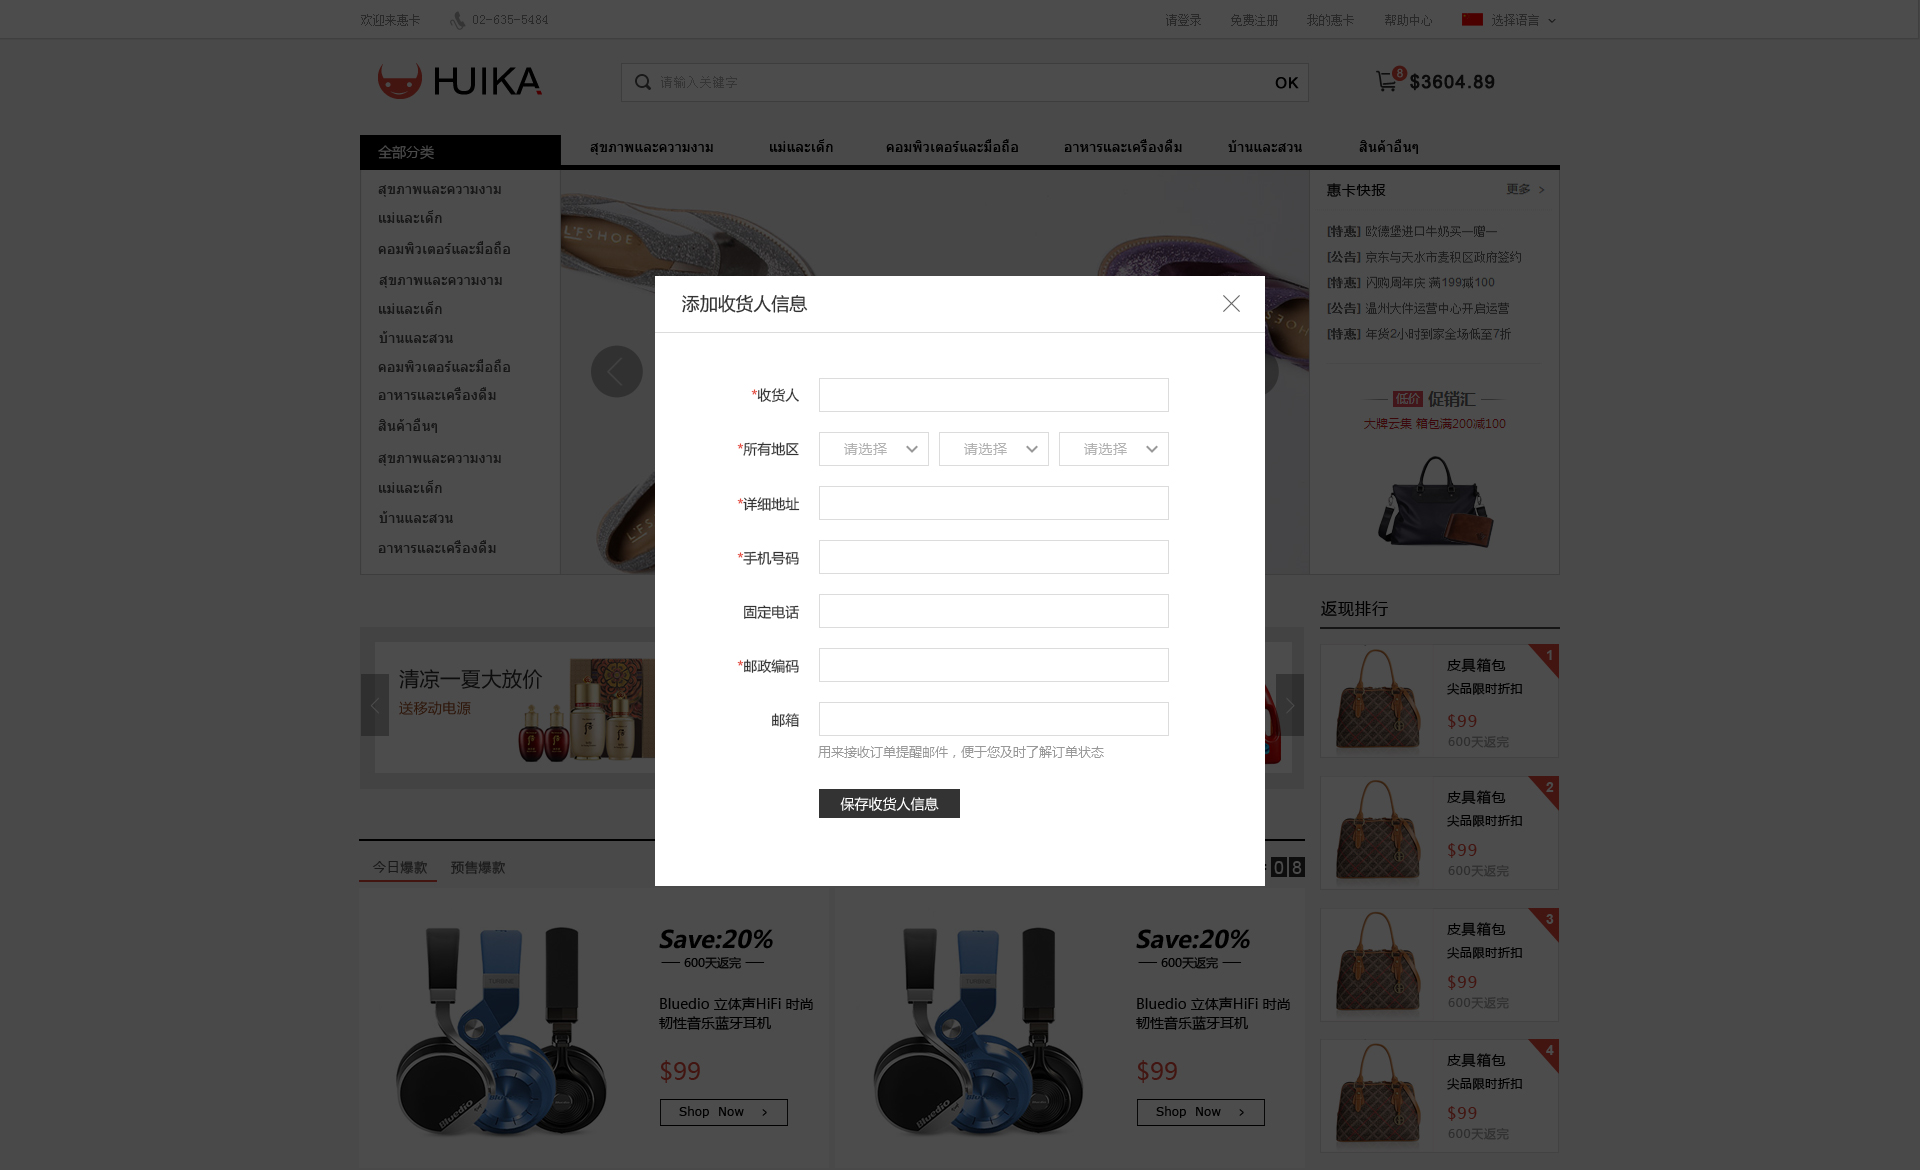 欢迎来惠卡
02-635-5484
请登录
免费注册
我的惠卡
帮助中心
选择语言
HUIKA
请输入关键字
OK
8
$3604.89
全部分类
สุขภาพและความงาม
แม่และเด็ก
คอมพิวเตอร์และมือถือ
อาหารและเครื่องดื่ม
บ้านและสวน
สินค้าอื่นๆ
สุขภาพและความงาม
แม่และเด็ก
คอมพิวเตอร์และมือถือ
สุขภาพและความงาม
แม่และเด็ก
บ้านและสวน
คอมพิวเตอร์และมือถือ
อาหารและเครื่องดื่ม
สินค้าอื่นๆ
สุขภาพและความงาม
แม่และเด็ก
บ้านและสวน
อาหารและเครื่องดื่ม
惠卡快报
更多 >
[特惠] 欧德堡进口牛奶买一赠一
[公告] 京东与天水市麦积区政府签约
[特惠] 闪购周年庆 满199减100
[公告] 温州大件运营中心开启运营
[特惠] 年货2小时到家全场低至7折
低价 促销汇
大牌云集 箱包满200减100
添加收货人信息
*收货人
*所有地区
请选择
请选择
请选择
*详细地址
*手机号码
固定电话
*邮政编码
邮箱
用来接收订单提醒邮件，便于您及时了解订单状态
保存收货人信息
清凉一夏大放价
送移动电源
返现排行
1
皮具箱包
尖品限时折扣
$99
600天返完
2
皮具箱包
尖品限时折扣
$99
600天返完
3
皮具箱包
尖品限时折扣
$99
600天返完
4
皮具箱包
尖品限时折扣
$99
600天返完
今日爆款
预售爆款
08
Save:20%
600天返完
Bluedio 立体声HiFi 时尚
韧性音乐蓝牙耳机
$99
Shop Now >
Bluedio
Save:20%
600天返完
Bluedio 立体声HiFi 时尚
韧性音乐蓝牙耳机
$99
Shop Now >
Bluedio